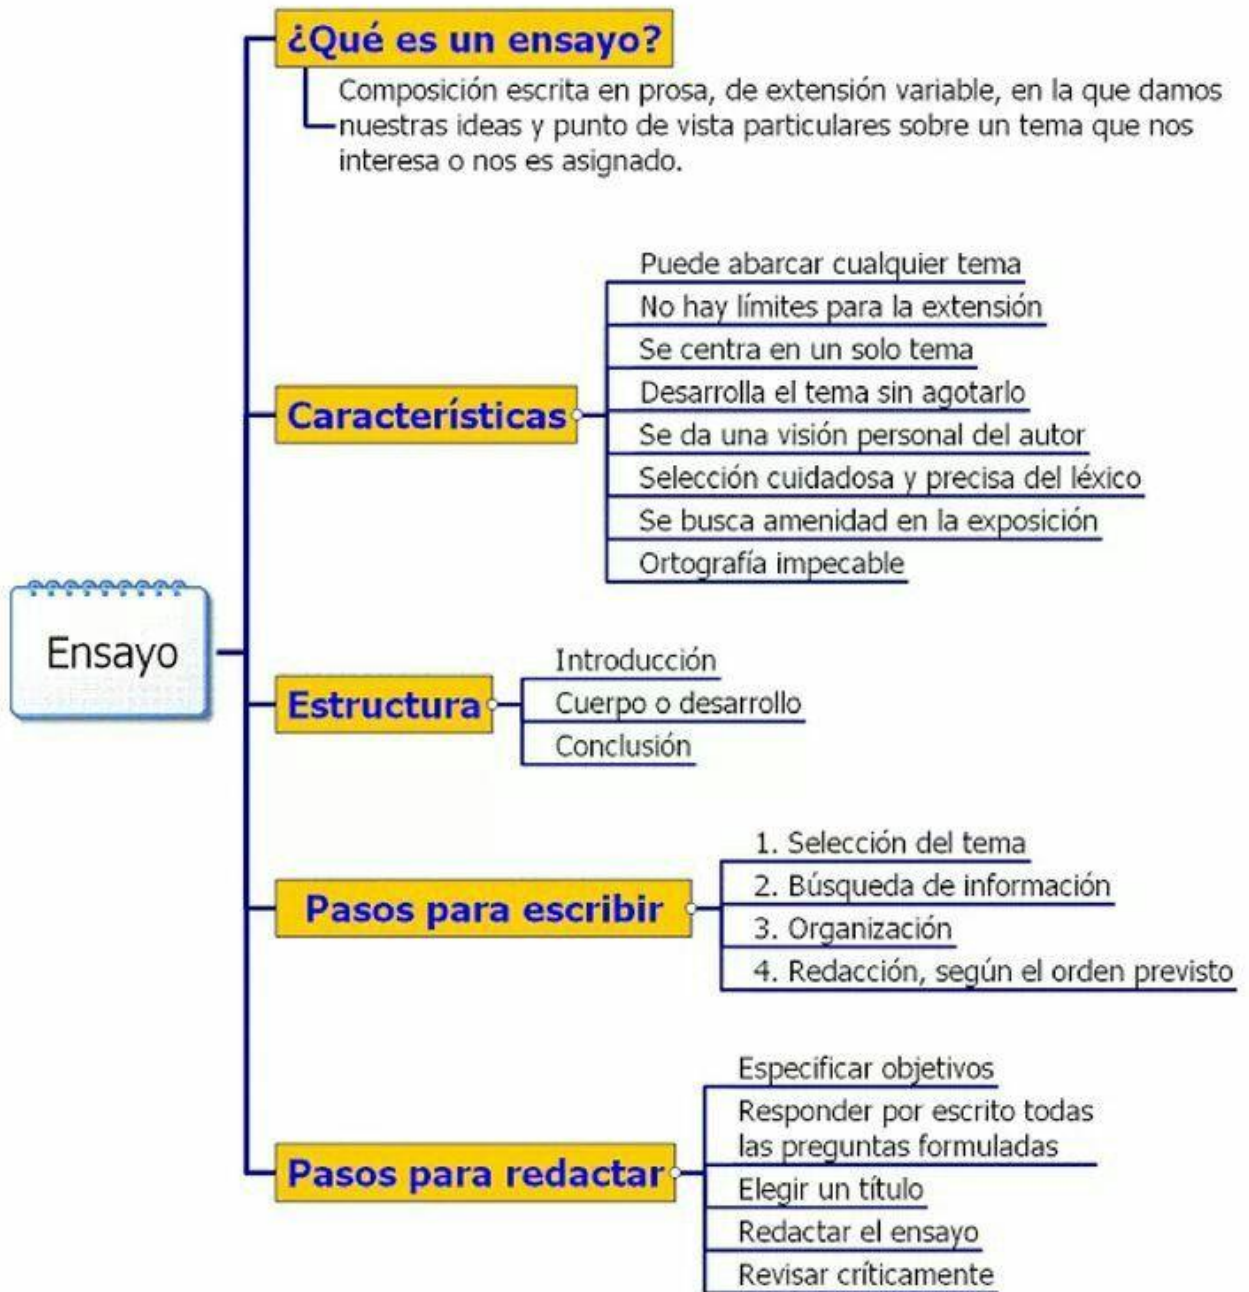 ¿Qué es un ensayo?
Composición escrita en prosa, de extensión variable, en la que damos
nuestras ideas y punto de vista particulares sobre un tema que nos
interesa o nos es asignado.
Puede abarcar cualquier tema
No hay límites para la extensión
Se centra en un solo tema
Desarrolla el tema sin agotarlo
Características
Se da una visión personal del autor
Selección cuidadosa y precisa del léxico
Se busca amenidad en la exposición
Ortografía impecable
Ensayo
Introducción
Estructura
Cuerpo o desarrollo
Conclusión
Pasos para escribir
1. Selección del tema
2. Búsqueda de información
3. Organización
4. Redacción, según el orden previsto
Pasos para redactar
Especificar objetivos
Responder por escrito todas
las preguntas formuladas
Elegir un título
Redactar el ensayo
Revisar críticamente